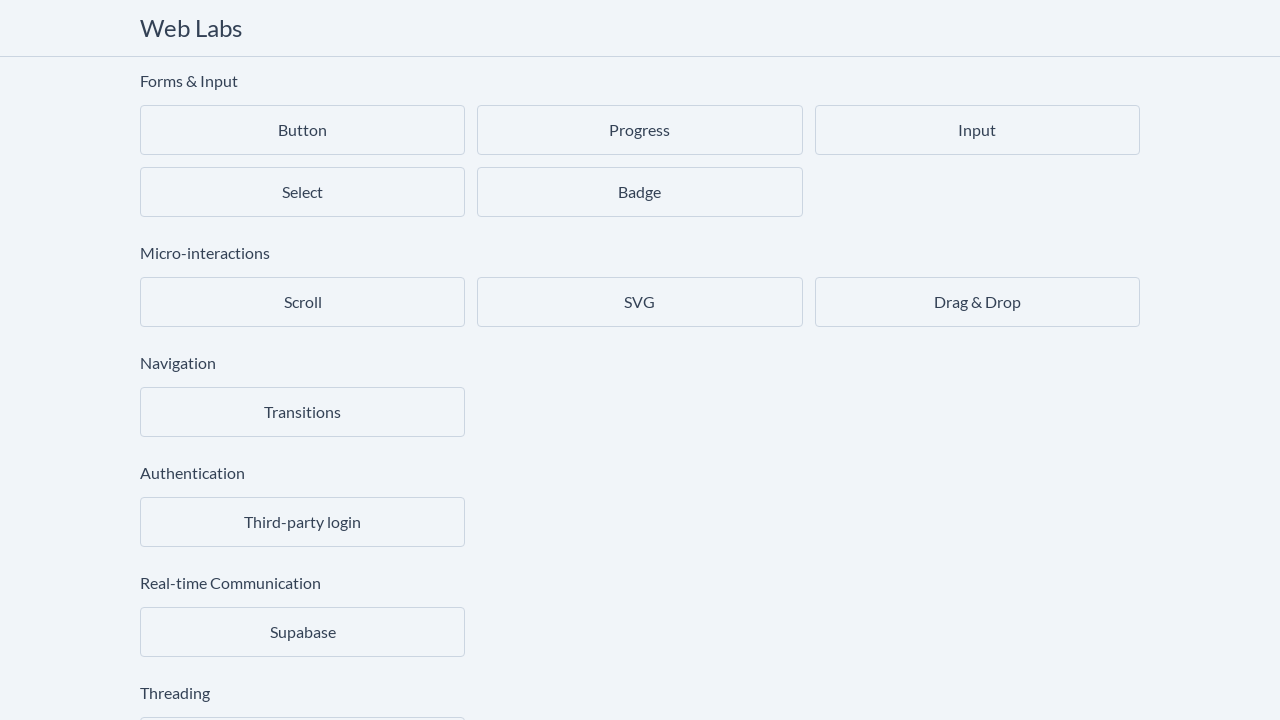 Web Labs
Forms & Input
Button
Progress
Input
Select
Badge
Micro-interactions
Scroll
SVG
Drag & Drop
Navigation
Transitions
Authentication
Third-party login
Real-time Communication
Supabase
Threading